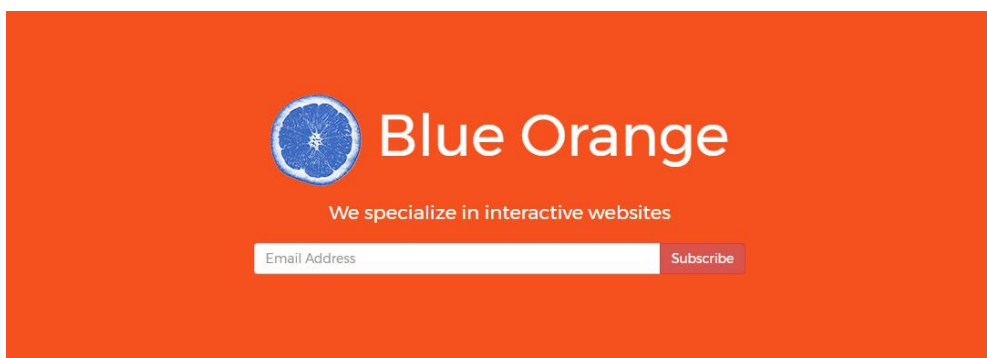 Blue Orange
We specialize in interactive websites
Email Address
Subscribe